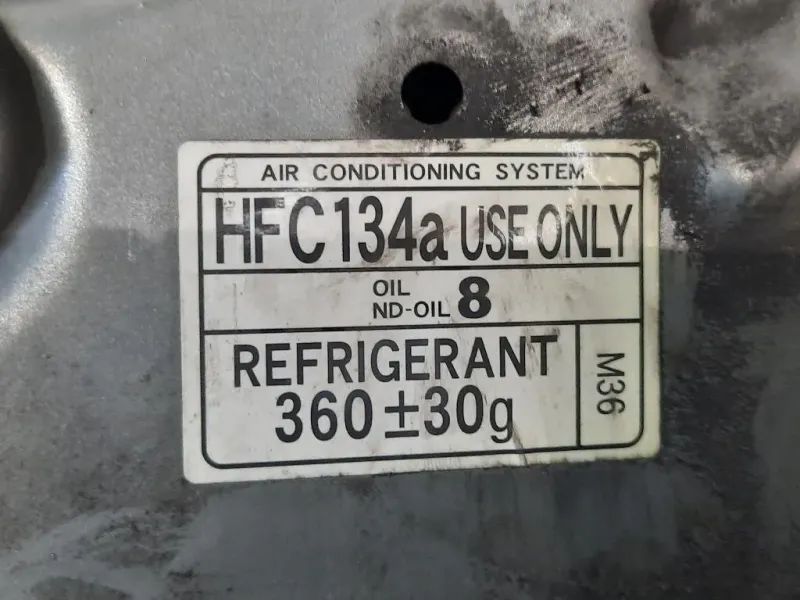 AIR CONDITIONING SYSTEM
HFC134a USE ONLY
OIL
ND-OIL 8
REFRIGERANT
360±30g
M36